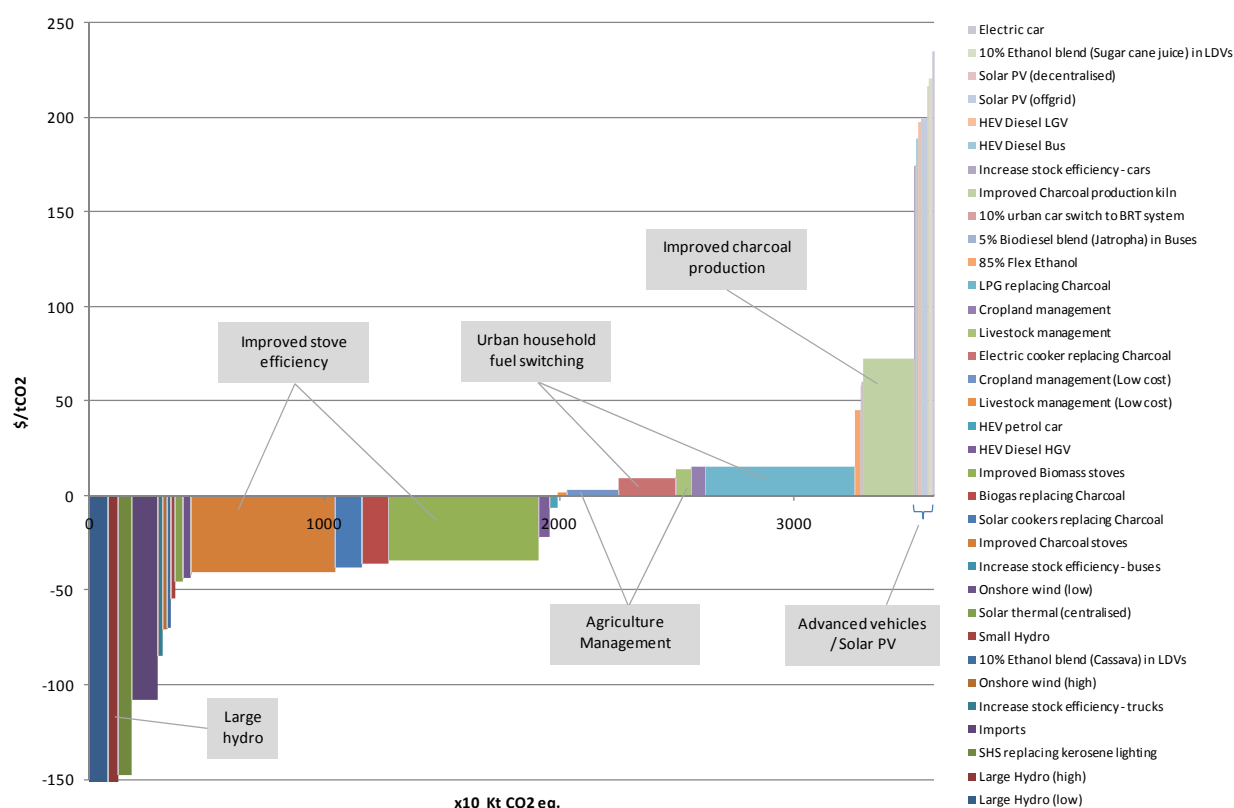 250
200
150
100
50
0
-50
-100
-150
$/tCO2
0
1000
2000
3000
x10 Kt CO2 eq.
Improved stove
efficiency
Urban household
fuel switching
Improved charcoal
production
Large
hydro
Agriculture
Management
Advanced vehicles
/ Solar PV
Electric car
10% Ethanol blend (Sugar cane juice) in LDVs
Solar PV (decentralised)
Solar PV (offgrid)
HEV Diesel LGV
HEV Diesel Bus
Increase stock efficiency - cars
Improved Charcoal production kiln
10% urban car switch to BRT system
5% Biodiesel blend (Jatropha) in Buses
85% Flex Ethanol
LPG replacing Charcoal
Cropland management
Livestock management
Electric cooker replacing Charcoal
Cropland management (Low cost)
Livestock management (Low cost)
HEV petrol car
HEV Diesel HGV
Improved Biomass stoves
Biogas replacing Charcoal
Solar cookers replacing Charcoal
Improved Charcoal stoves
Increase stock efficiency - buses
Onshore wind (low)
Solar thermal (centralised)
Small Hydro
10% Ethanol blend (Cassava) in LDVs
Onshore wind (high)
Increase stock efficiency - trucks
Imports
SHS replacing kerosene lighting
Large Hydro (high)
Large Hydro (low)